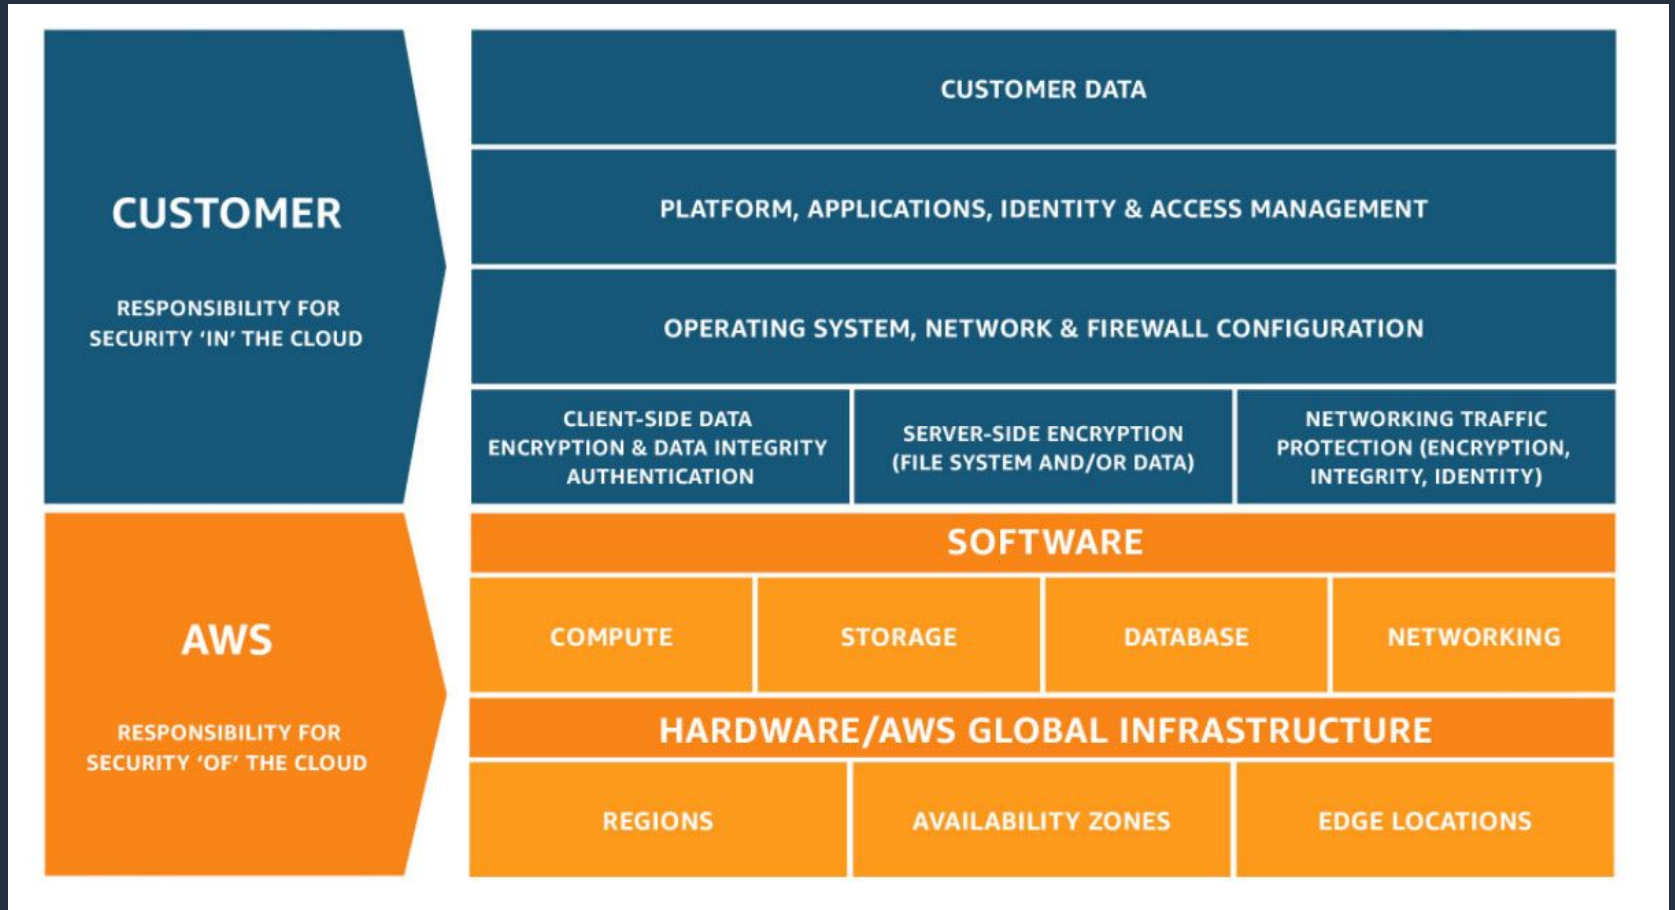 CUSTOMER
RESPONSIBILITY FOR
SECURITY ‘IN’ THE CLOUD
CUSTOMER DATA
PLATFORM, APPLICATIONS, IDENTITY & ACCESS MANAGEMENT
OPERATING SYSTEM, NETWORK & FIREWALL CONFIGURATION
CLIENT-SIDE DATA
ENCRYPTION & DATA INTEGRITY
AUTHENTICATION
SERVER-SIDE ENCRYPTION
(FILE SYSTEM AND/OR DATA)
NETWORKING TRAFFIC
PROTECTION (ENCRYPTION,
INTEGRITY, IDENTITY)
AWS
RESPONSIBILITY FOR
SECURITY ‘OF’ THE CLOUD
SOFTWARE
COMPUTE
STORAGE
DATABASE
NETWORKING
HARDWARE/AWS GLOBAL INFRASTRUCTURE
REGIONS
AVAILABILITY ZONES
EDGE LOCATIONS